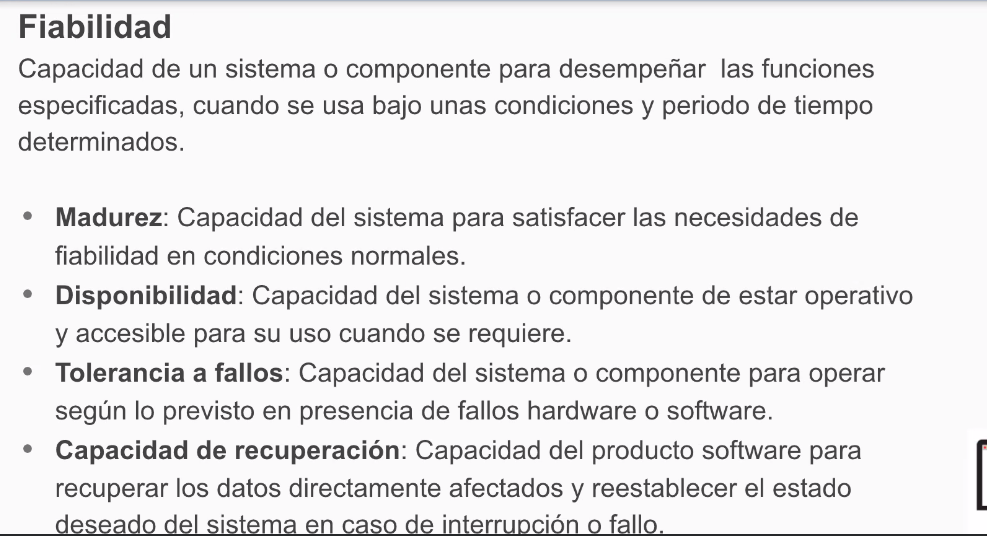 Fiabilidad
Capacidad de un sistema o componente para desempeñar las funciones
especificadas, cuando se usa bajo unas condiciones y periodo de tiempo
determinados.
• Madurez: Capacidad del sistema para satisfacer las necesidades de
fiabilidad en condiciones normales.
• Disponibilidad: Capacidad del sistema o componente de estar operativo
y accesible para su uso cuando se requiere.
• Tolerancia a fallos: Capacidad del sistema o componente para operar
según lo previsto en presencia de fallos hardware o software.
• Capacidad de recuperación: Capacidad del producto software para
recuperar los datos directamente afectados y reestablecer el estado
deseado del sistema en caso de interrupción o fallo.